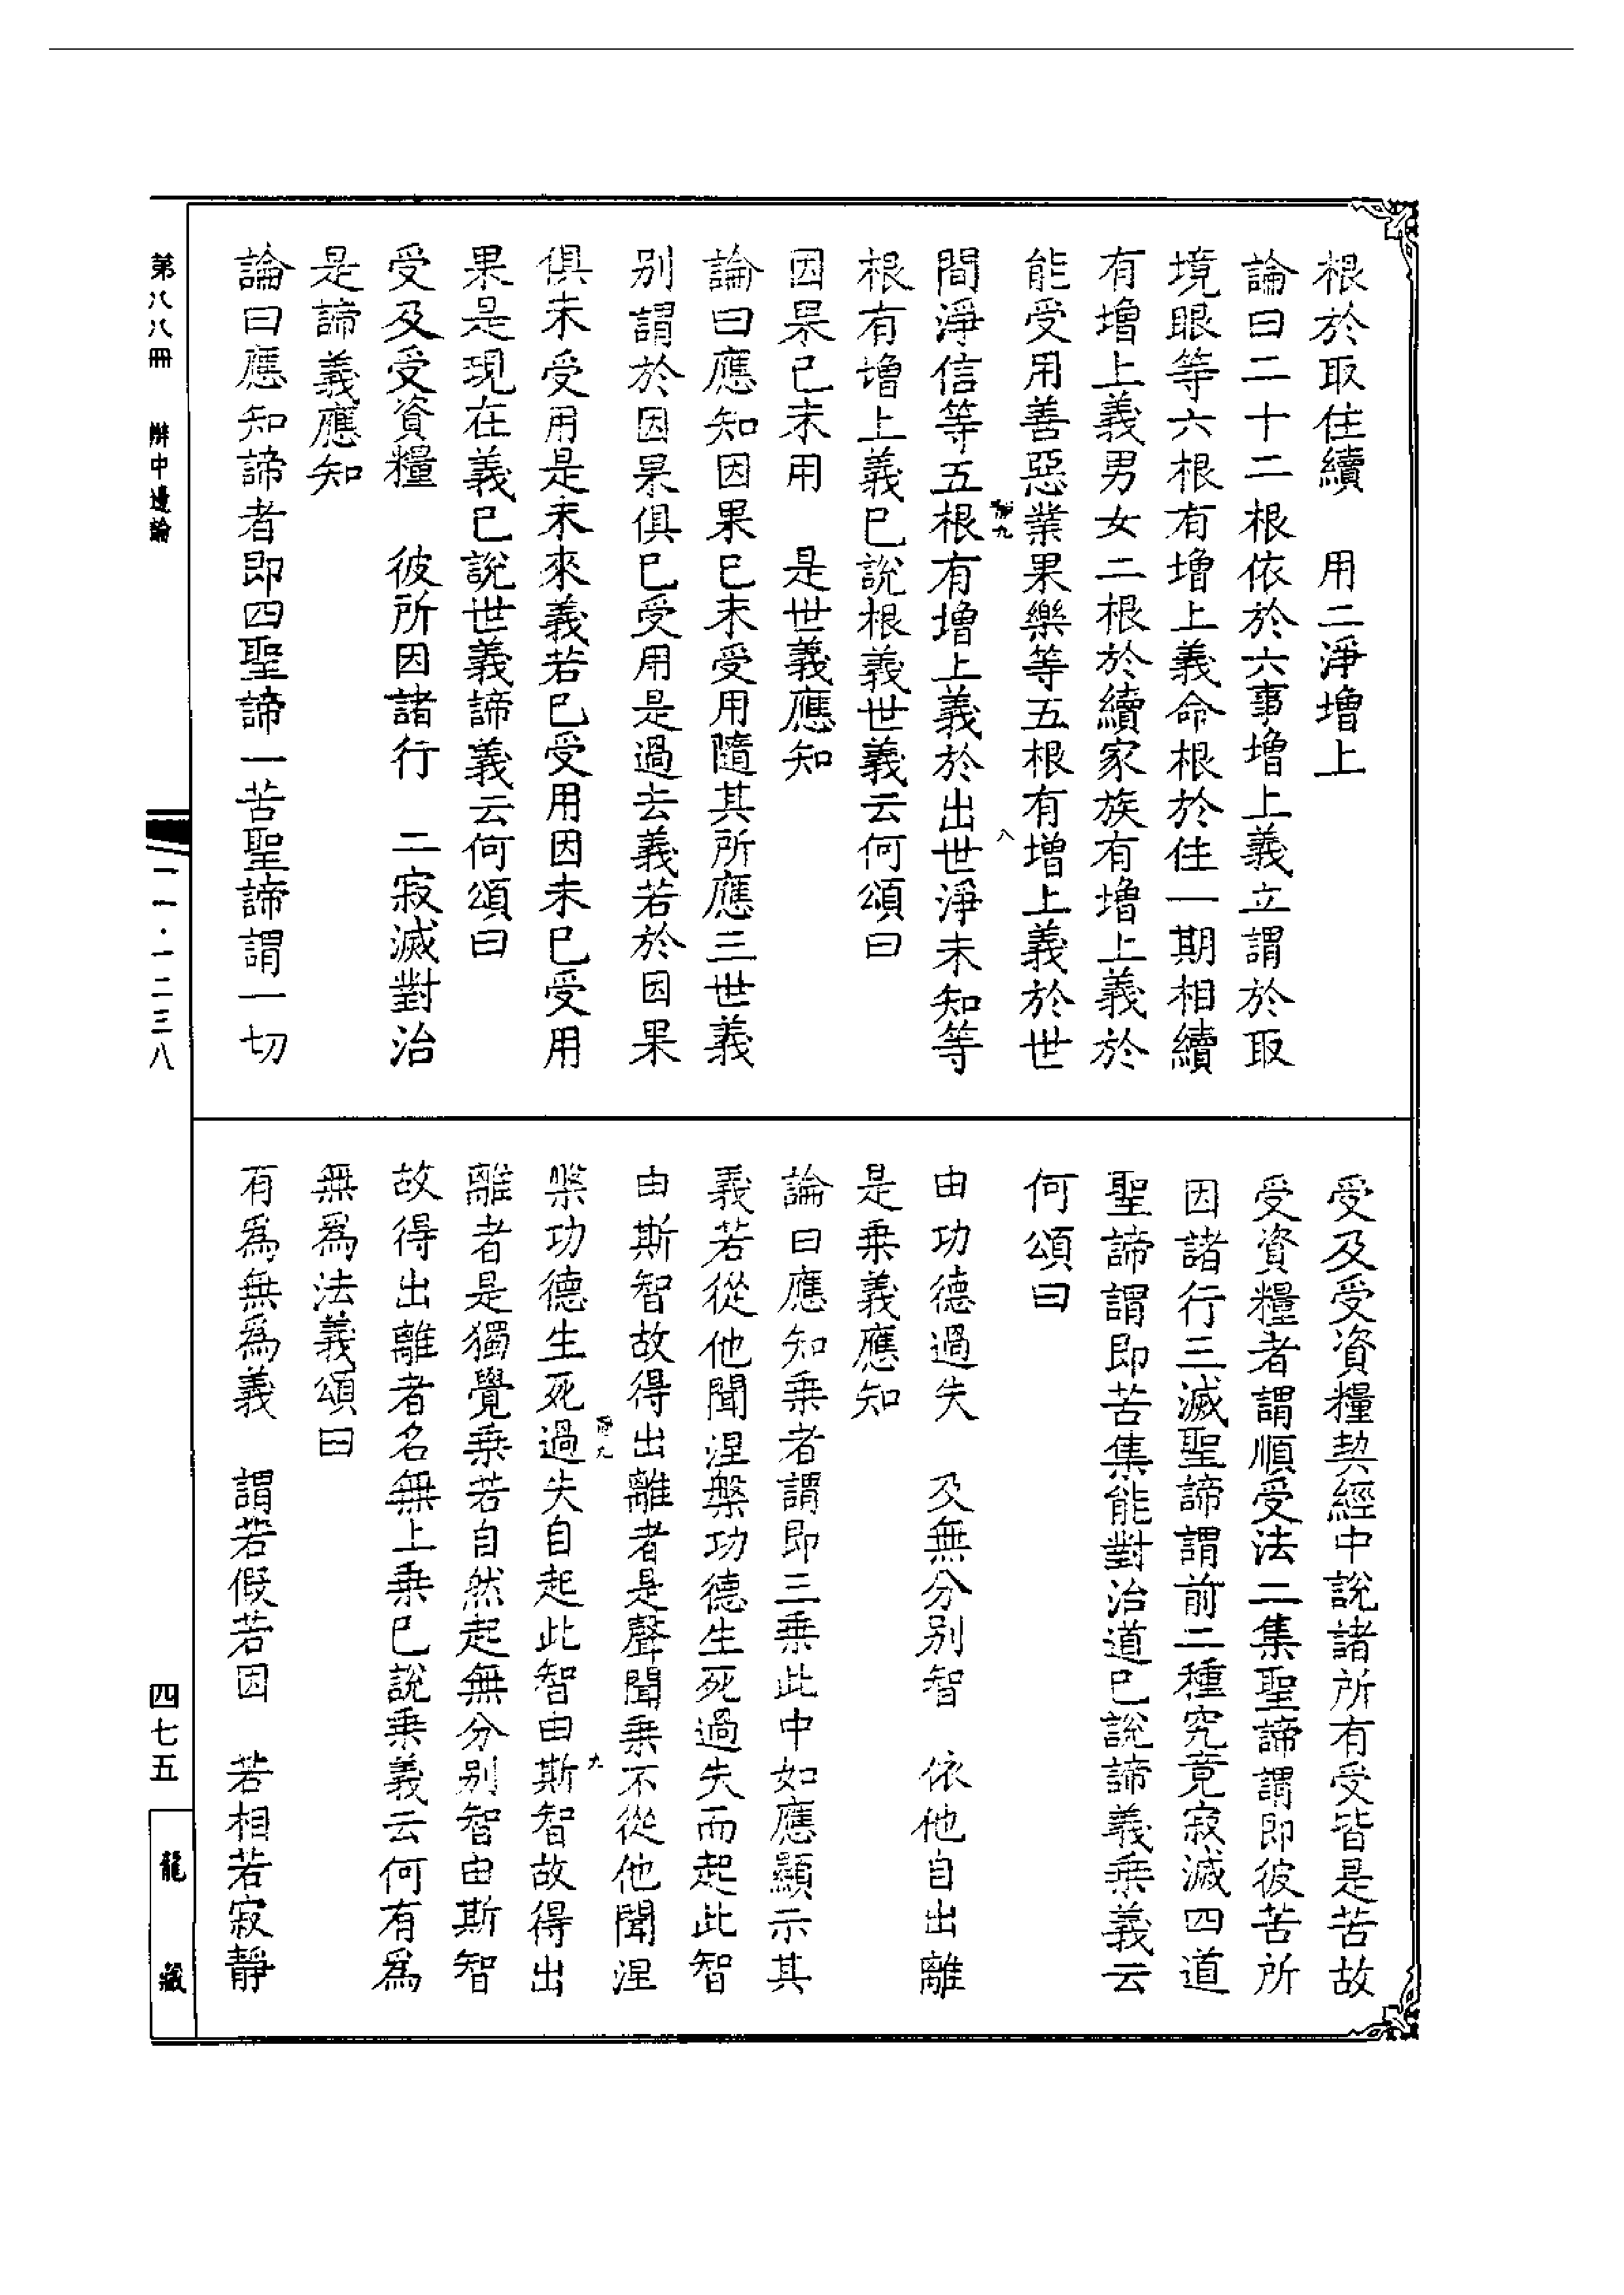 根於取住續　用二淨增上
論曰二十二根依於六事增上義立謂於取
境眼等六根有增上義命根於住一期相續
有增上義男女二根於續家族有增上義於
能受用善惡業果樂等五根有增上義於世
間淨信等五根有增上義於出世淨未知等
根有增上義已說根義世義云何頌曰
因果已未用　是世義應知
論曰應知因果已未受用隨其所應三世義
別謂於因果俱已受用是過去義若於因果
俱未受用是未來義若已受用因未已受用
果是現在義已說世義諦義云何頌曰
受及受資糧　彼所因諸行　二寂滅對治
是諦義應知
論曰應知諦者即四聖諦一苦聖諦謂一切
受及受資糧契經中說諸所有受皆是苦故
受資糧者謂順受法二集聖諦謂即彼苦所
因諸行三滅聖諦謂前二種究竟寂滅四道
聖諦謂即苦集能對治道已說諦義乘義云
何頌曰
由功德過失　及無分別智　依他自出離
是乘義應知
論曰應知乘者謂即三乘此中如應顯示其
義若從他聞涅槃功德生死過失而起此智
由斯智故得出離者是聲聞乘不從他聞涅
槃功德生死過失自起此智由斯智故得出
離者是獨覺乘若自然起無分別智由斯智
故得出離者名無上乘已說乘義云何有爲
無爲法義頌曰
有爲無爲義　謂若假若因　若相若寂靜
八
九
第八八冊　辯中邊論
二一·一二三八
四七五
龍藏